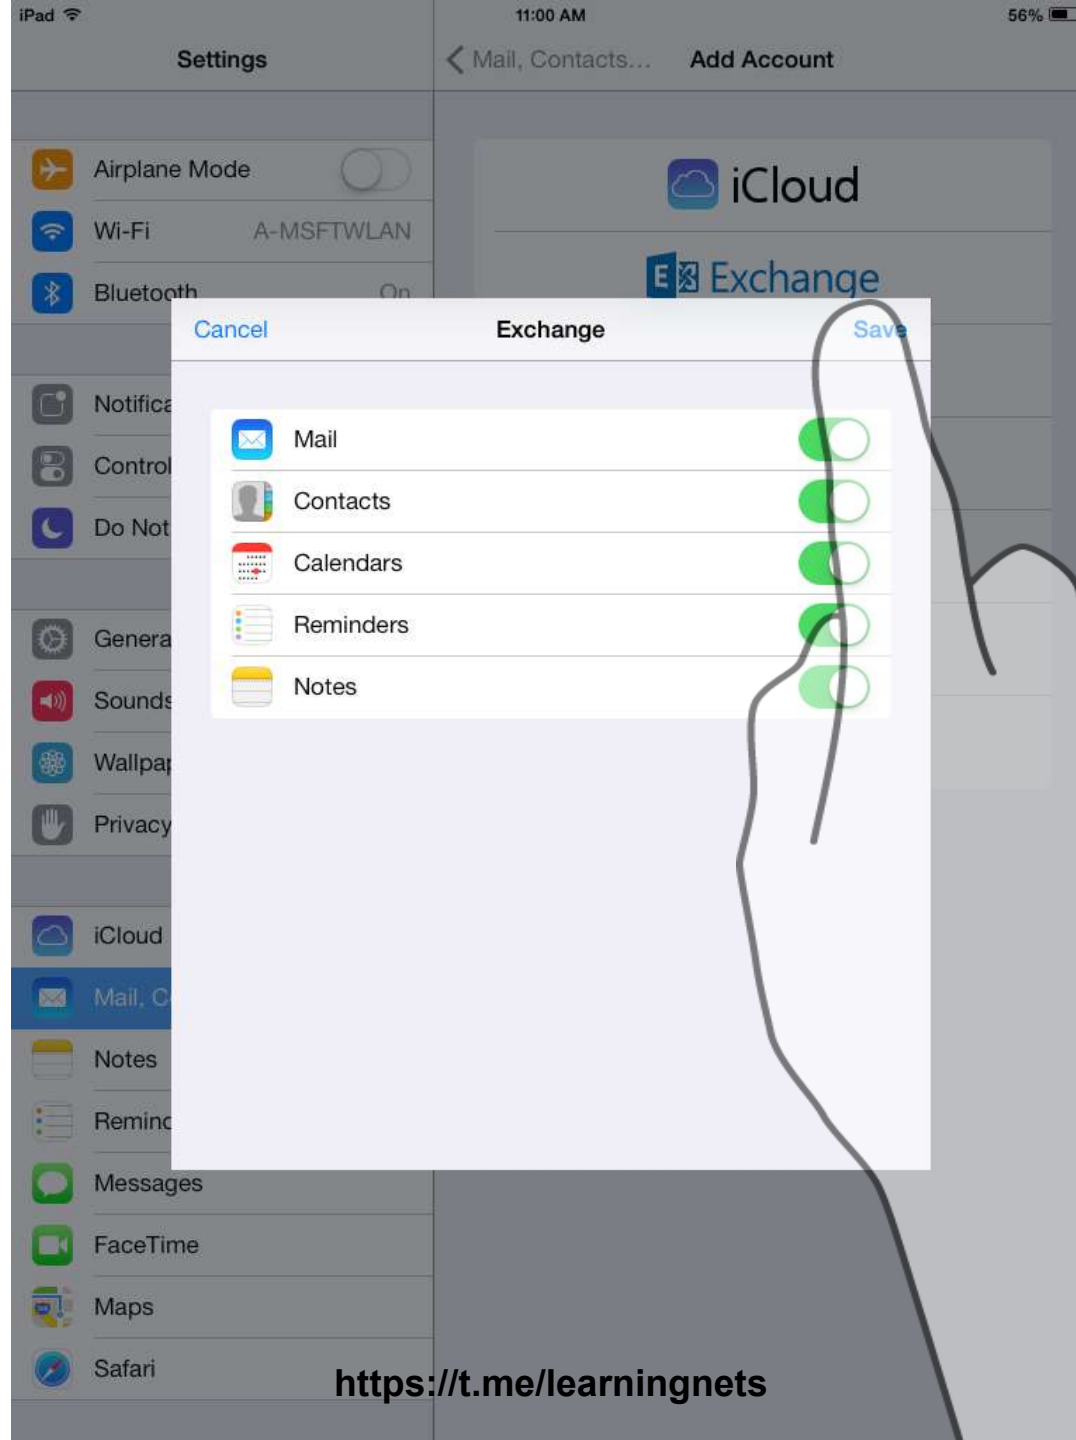 iPad 11:00 AM 56%
Settings
Mail, Contacts... Add Account
Airplane Mode
Wi-Fi A-MSFTWLAN
Bluetooth On
iCloud
Exchange
Cancel Exchange Save
Notifica
Control
Do Not
Mail
Contacts
Calendars
Reminders
Notes
Genera
Sounds
Wallpap
Privacy
iCloud
Mail, Co
Notes
Remind
Messages
FaceTime
Maps
Safari
https://t.me/learningnets